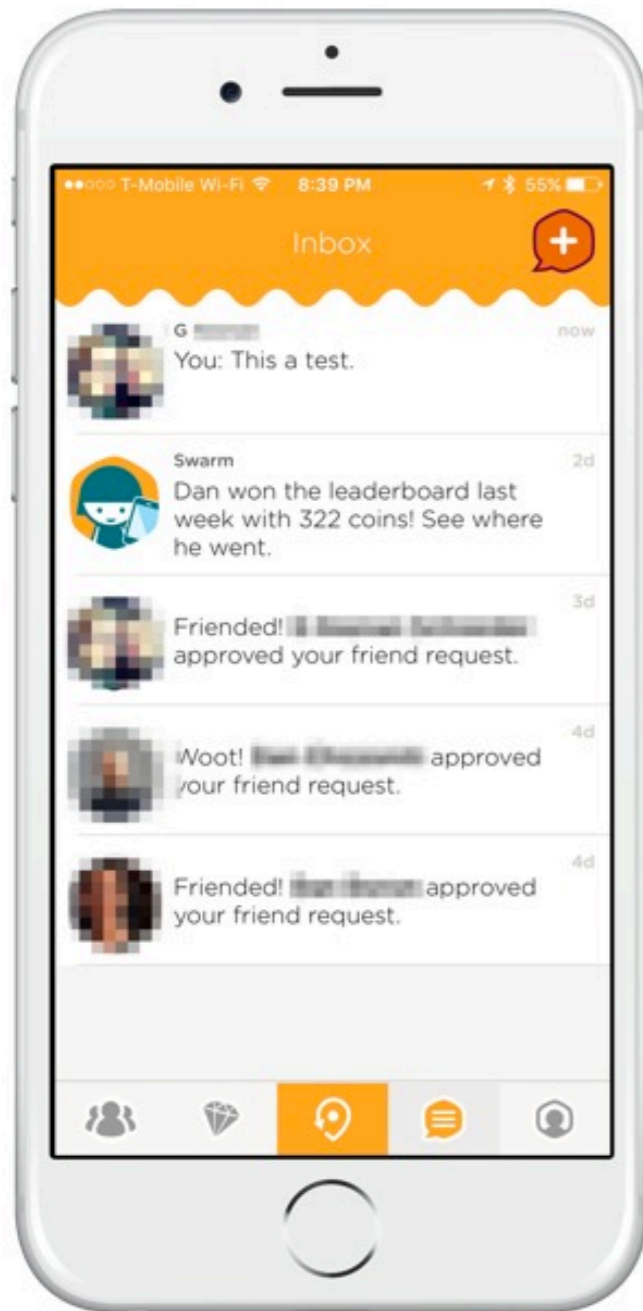 T-Mobile Wi-Fi 8:39 PM 55%
Inbox
G
now
You: This a test.
Swarm
2d
Dan won the leaderboard last
week with 322 coins! See where
he went.
3d
Friended!
approved your friend request.
4d
Woot! approved
your friend request.
4d
Friended! approved
your friend request.